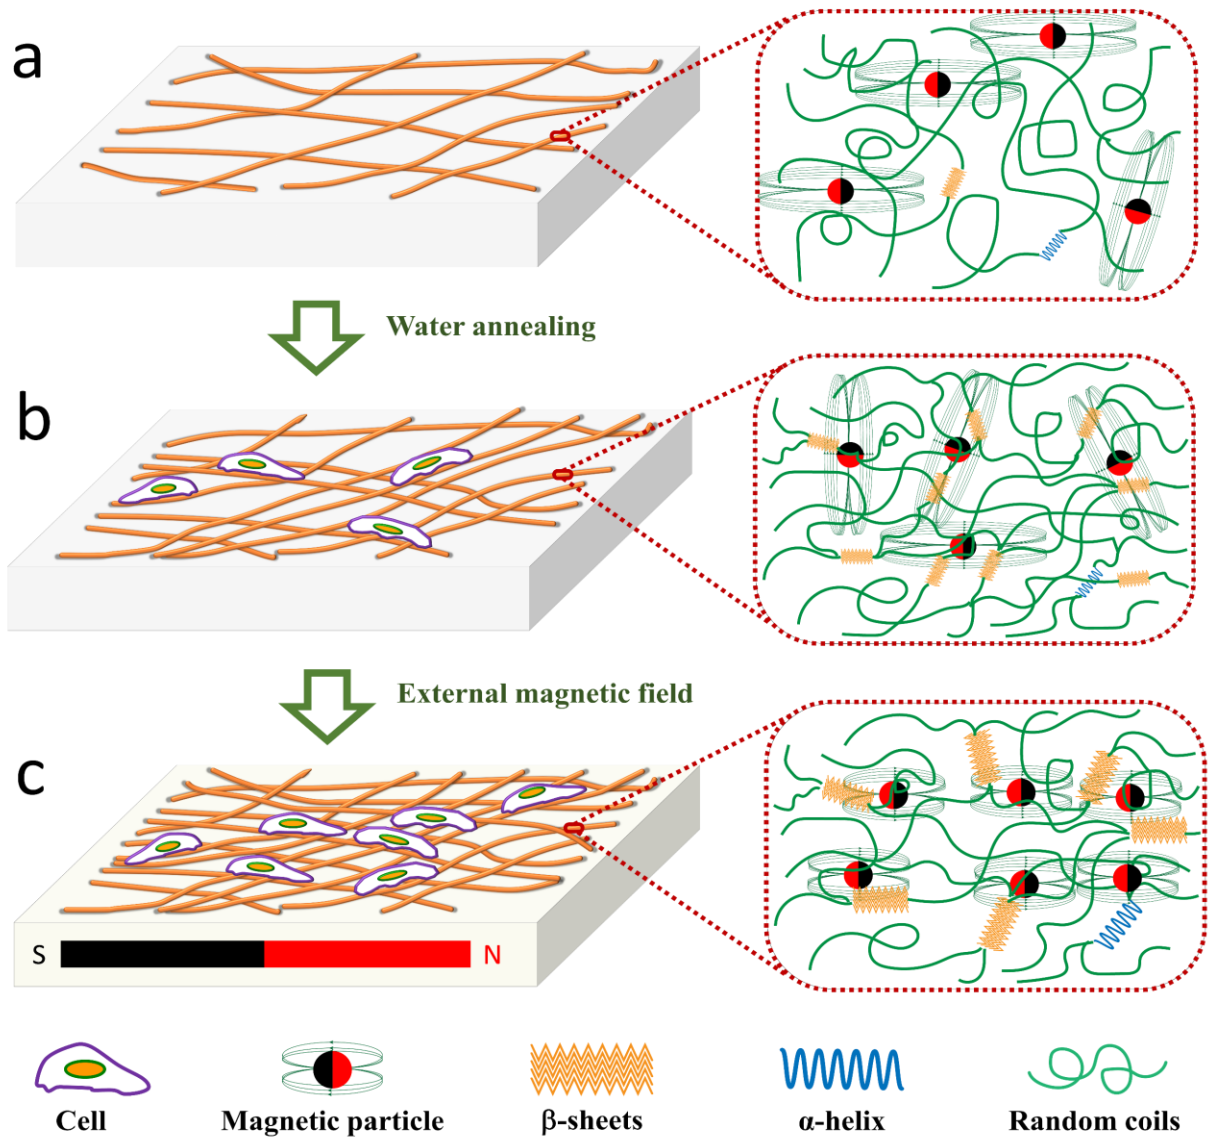 a
Water annealing
b
External magnetic field
c
S N
Cell
Magnetic particle
β-sheets
α-helix
Random coils